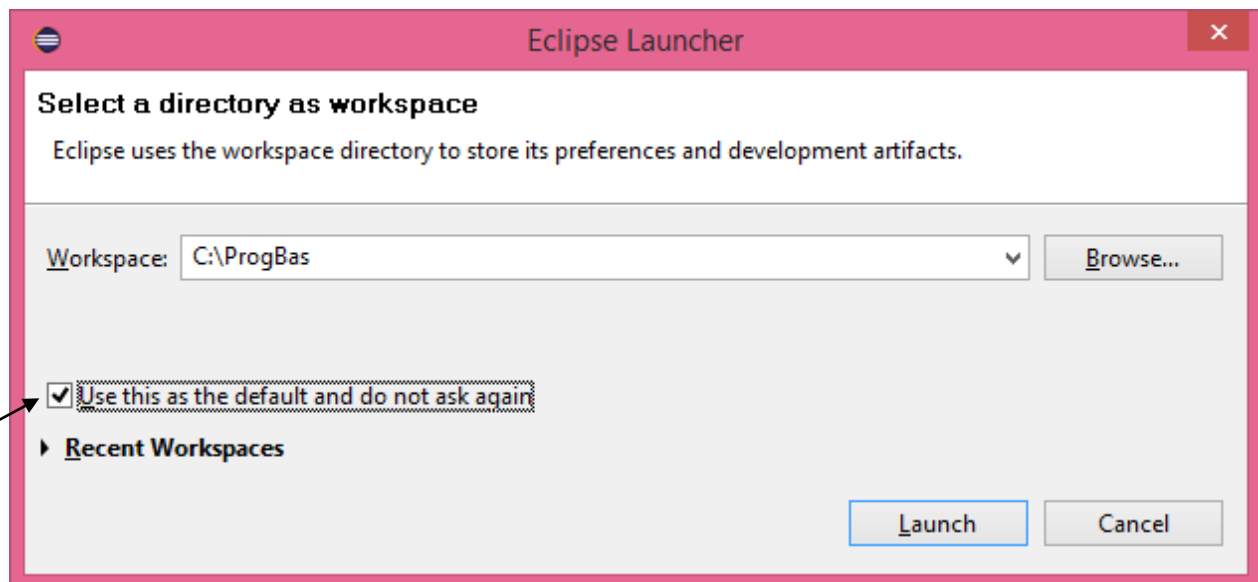 Eclipse Launcher
Select a directory as workspace
Eclipse uses the workspace directory to store its preferences and development artifacts.
Workspace: C:\ProgBas Browse...
Use this as the default and do not ask again
Recent Workspaces
Launch Cancel